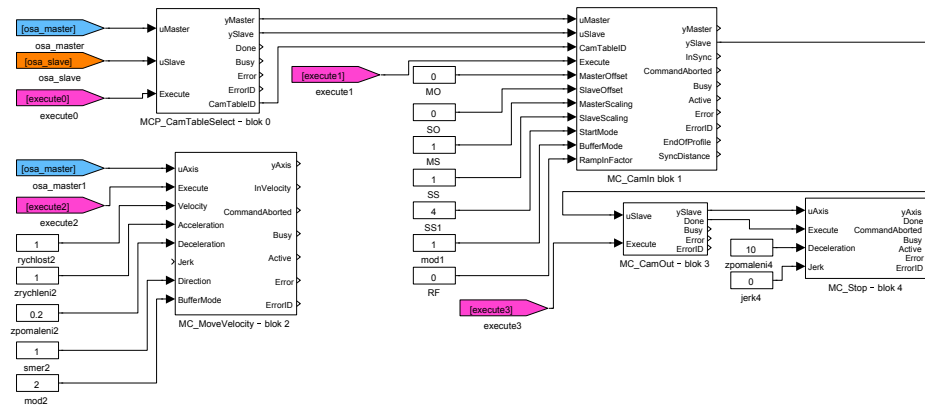 [osa_master]
osa_master
[osa_slave]
osa_slave
[execute0]
execute0
uMaster
uSlave
Execute
yMaster
ySlave
Done
Busy
Error
ErrorID
CamTableID
MCP_CamTableSelect − blok 0
[execute1]
execute1
0
MO
0
SO
1
MS
1
SS
4
SS1
1
mod1
0
RF
uMaster
uSlave
CamTableID
Execute
MasterOffset
SlaveOffset
MasterScaling
SlaveScaling
StartMode
BufferMode
RampInFactor
yMaster
ySlave
InSync
CommandAborted
Busy
Active
Error
ErrorID
EndOfProfile
SyncDistance
MC_CamIn blok 1
[osa_master]
osa_master1
[execute2]
execute2
1
rychlost2
1
zrychleni2
0.2
zpomaleni2
1
smer2
2
mod2
uAxis
Execute
Velocity
Acceleration
Deceleration
Jerk
Direction
BufferMode
yAxis
InVelocity
CommandAborted
Busy
Active
Error
ErrorID
MC_MoveVelocity − blok 2
[execute3]
execute3
uSlave
Execute
ySlave
Done
Busy
Error
ErrorID
MC_CamOut − blok 3
10
zpomaleni4
0
jerk4
uAxis
Execute
Deceleration
Jerk
yAxis
Done
CommandAborted
Busy
Active
Error
ErrorID
MC_Stop − blok 4